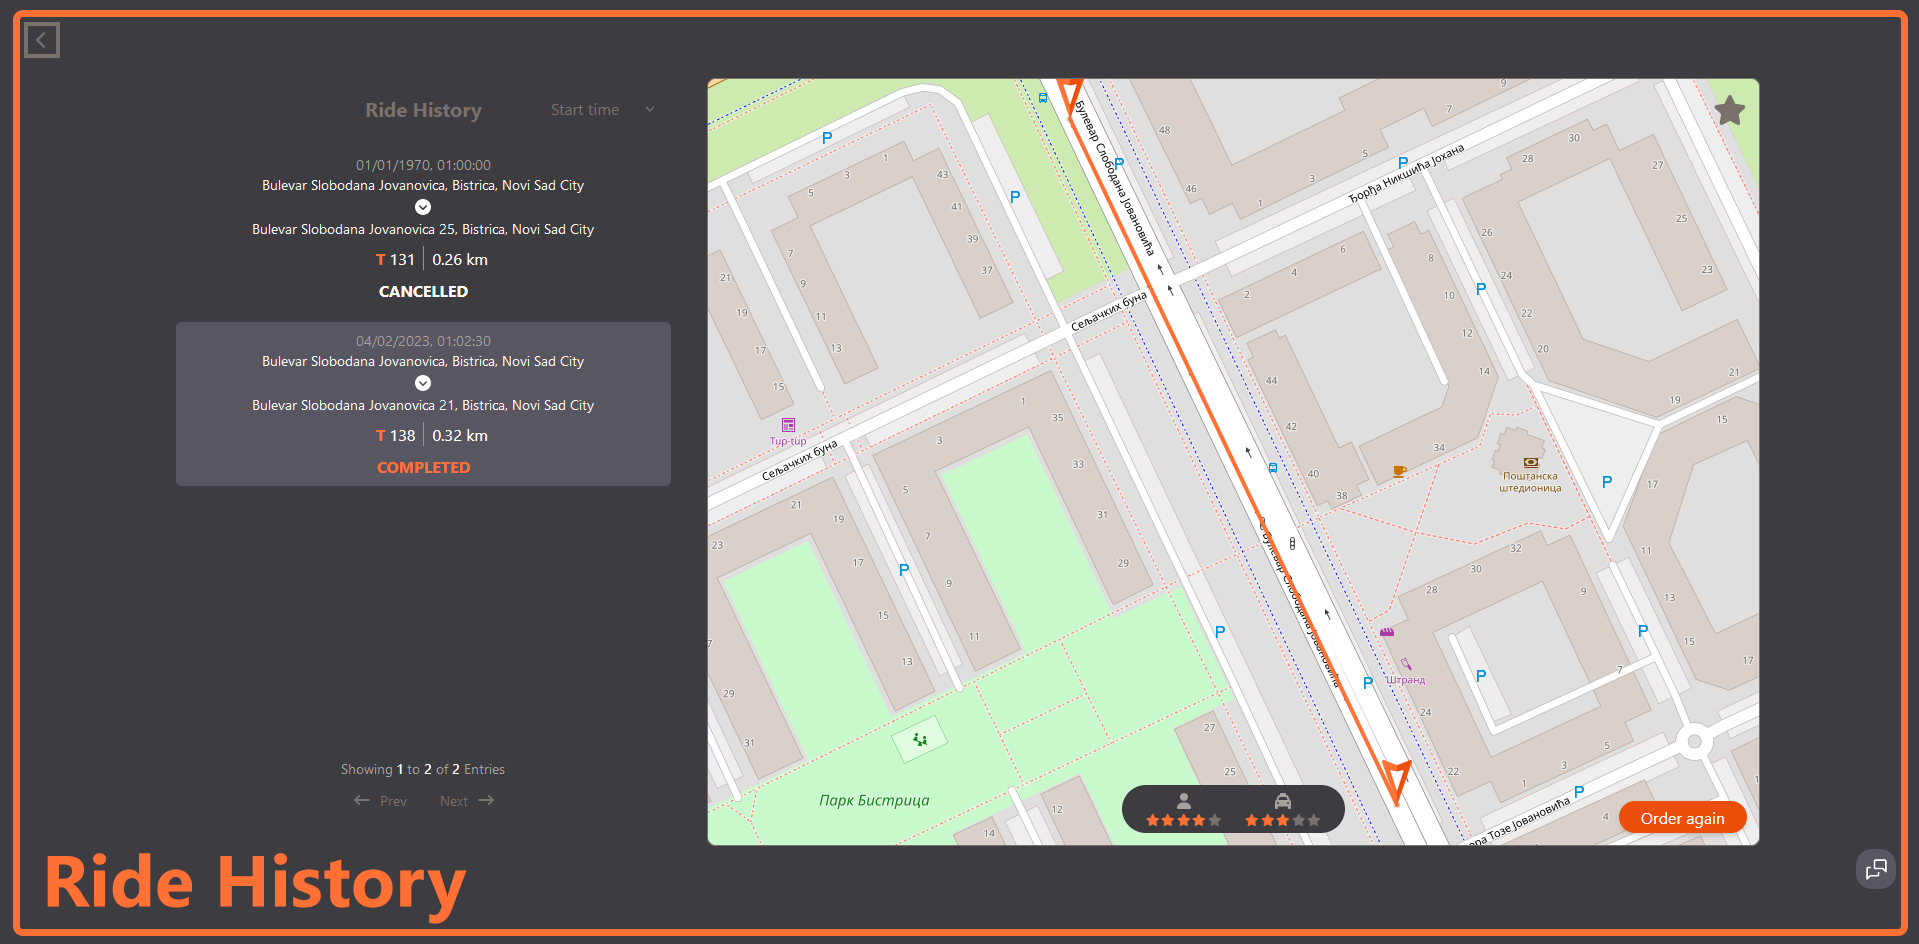 Ride History
Start time
01/01/1970, 01:00:00
Bulevar Slobodana Jovanovica, Bistrica, Novi Sad City
Bulevar Slobodana Jovanovica 25, Bistrica, Novi Sad City
T 131
0.26 km
CANCELLED
04/02/2023, 01:02:30
Bulevar Slobodana Jovanovica, Bistrica, Novi Sad City
Bulevar Slobodana Jovanovica 21, Bistrica, Novi Sad City
T 138
0.32 km
COMPLETED
Showing 1 to 2 of 2 Entries
Prev
Next
Ride History
Булевар Слободана Јовановића
Ђорђа Никшића Јохана
Сељачких буна
Tup-tup
Сељачких буна
Поштанска
штедионица
Булевар Слободана Јовановића
Штранд
Парк Бистрица
ора Тозе Јовановића
Order again